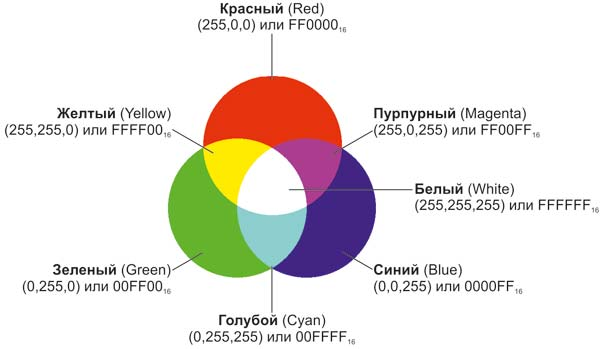 Красный (Red)
(255,0,0) или FF0000₁₆
Желтый (Yellow)
(255,255,0) или FFFF00₁₆
Пурпурный (Magenta)
(255,0,255) или FF00FF₁₆
Белый (White)
(255,255,255) или FFFFFF₁₆
Зеленый (Green)
(0,255,0) или 00FF00₁₆
Синий (Blue)
(0,0,255) или 0000FF₁₆
Голубой (Cyan)
(0,255,255) или 00FFFF₁₆